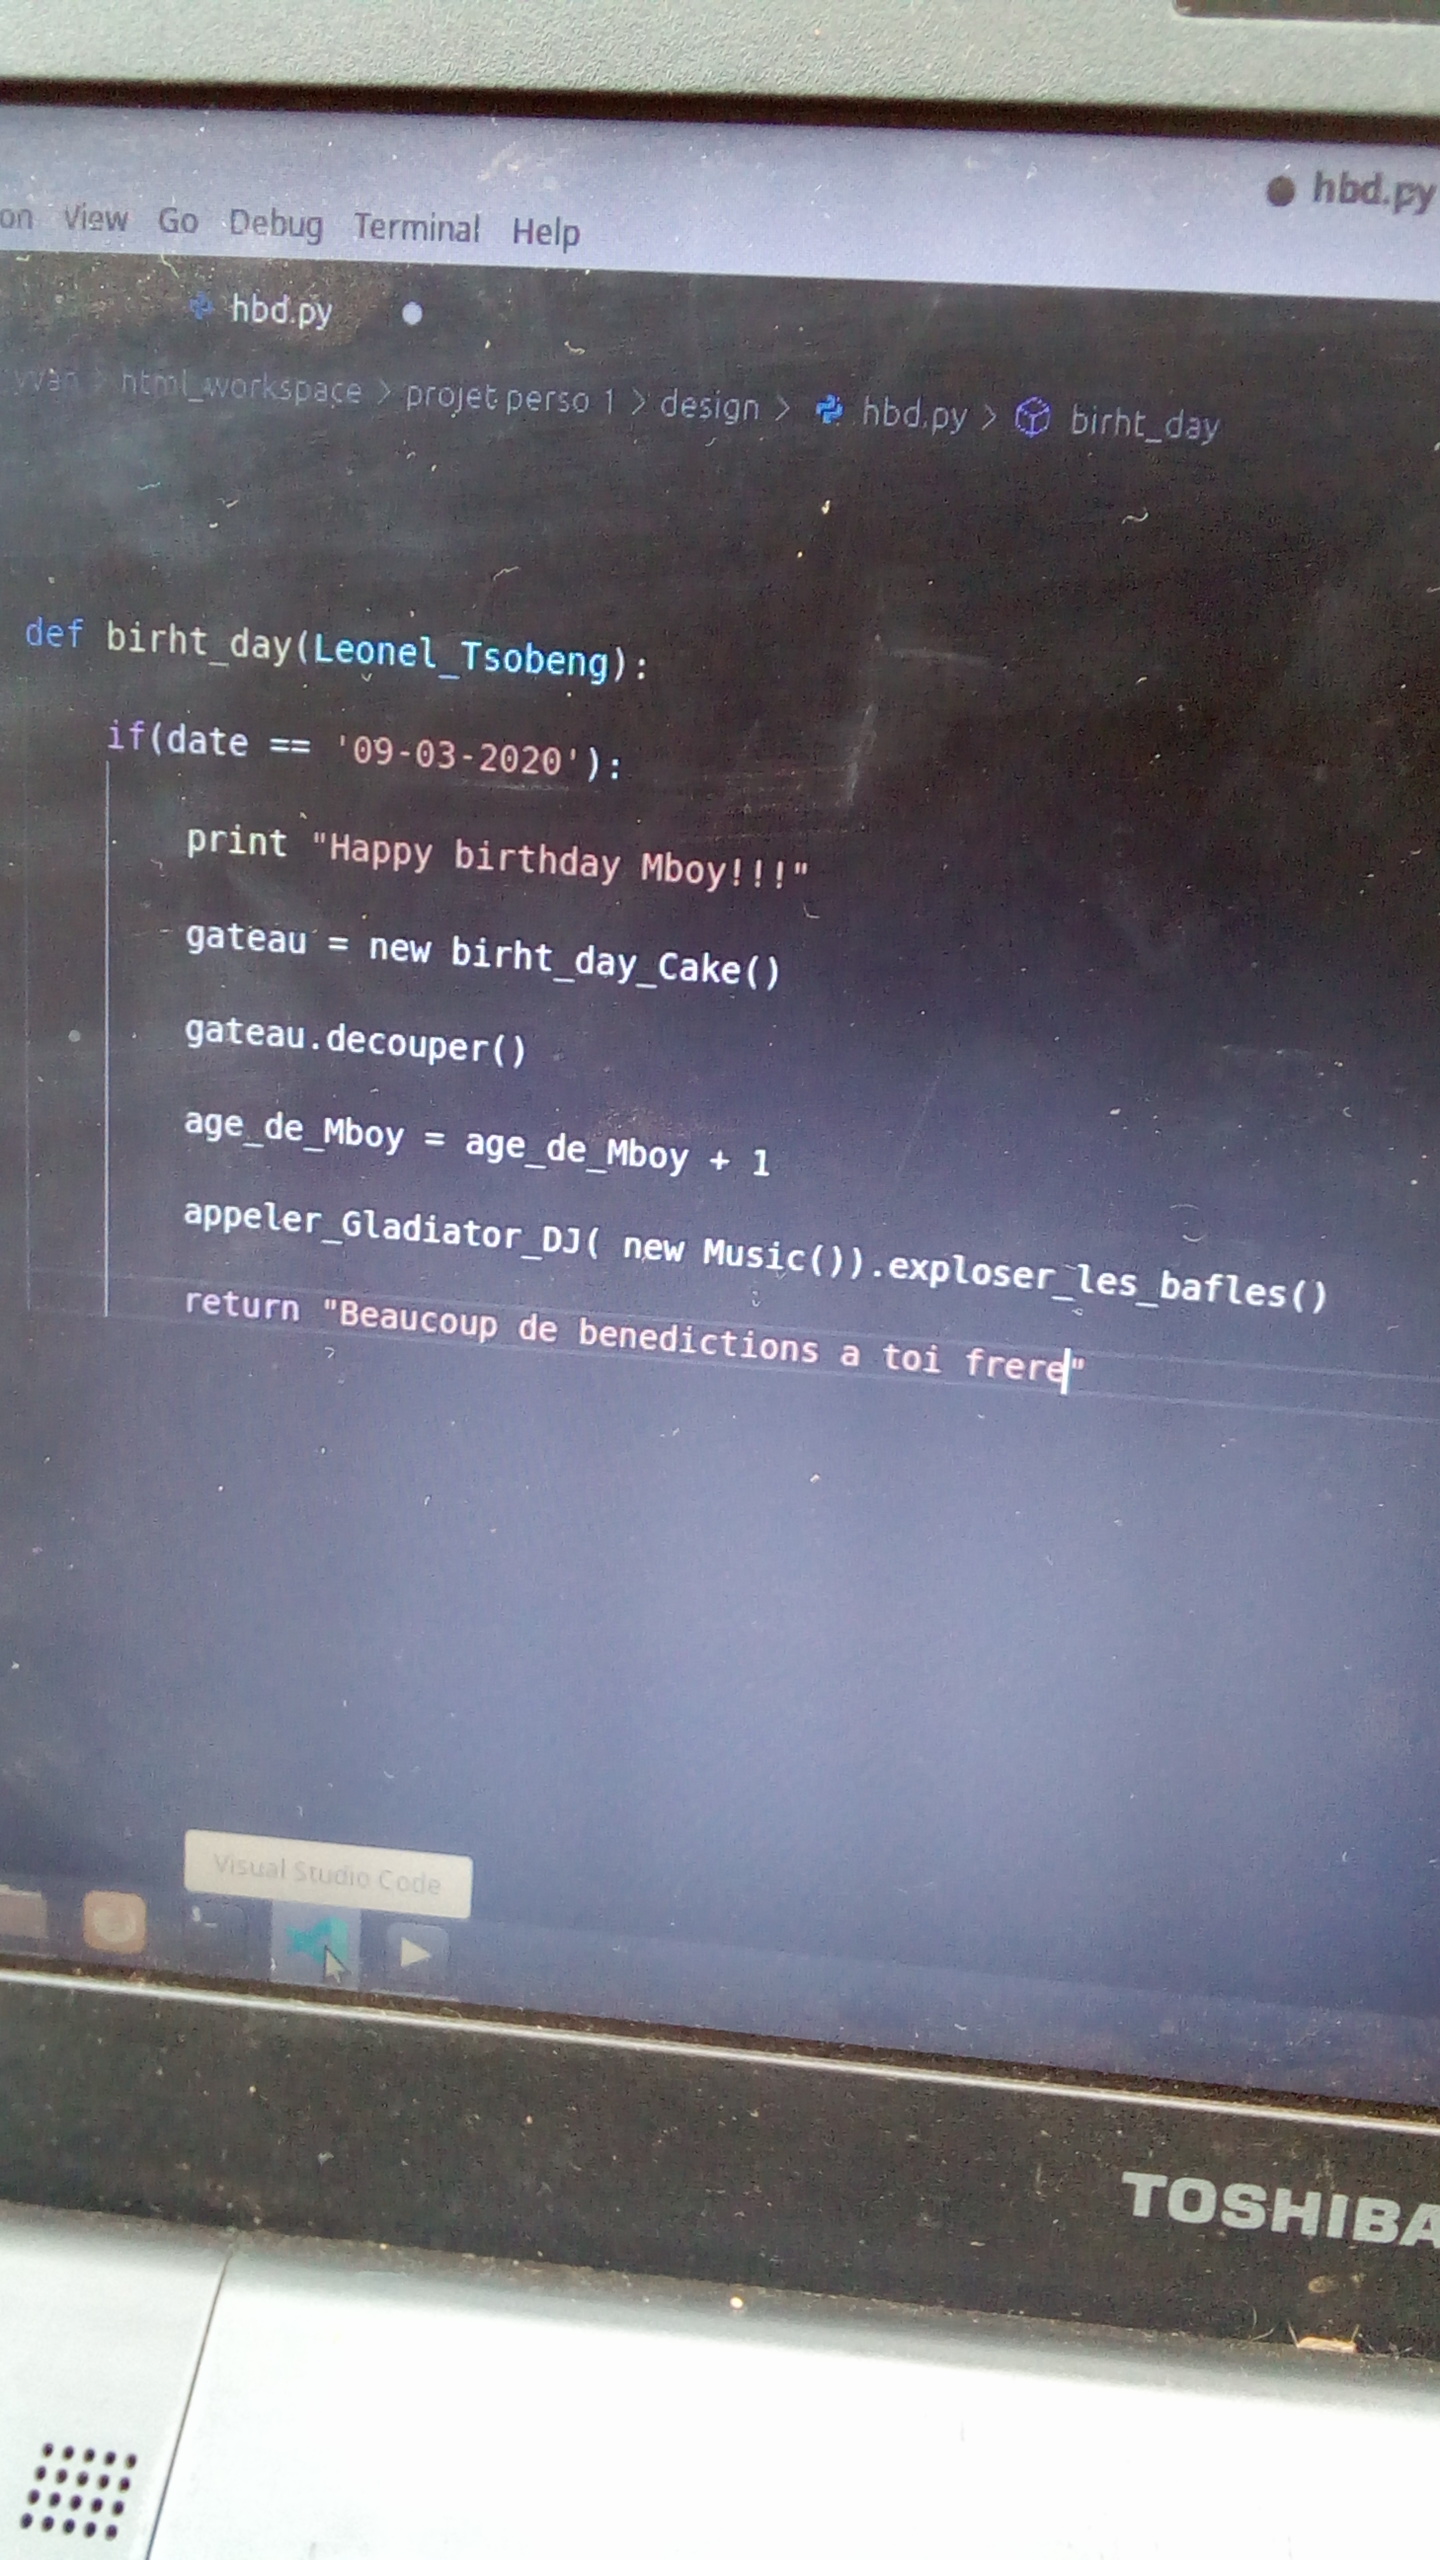 ● hbd.py
on View Go Debug Terminal Help
hbd.py ●
yvan > html_workspace > projet perso 1 > design > hbd.py > birht_day
def birht_day(Leonel_Tsobeng):
if(date == '09-03-2020'):
print "Happy birthday Mboy!!!"
gateau = new birht_day_Cake()
gateau.decouper()
age_de_Mboy = age_de_Mboy + 1
appeler_Gladiator_DJ( new Music()).exploser_les_bafles()
return "Beaucoup de benedictions a toi frere"
Visual Studio Code
TOSHIBA